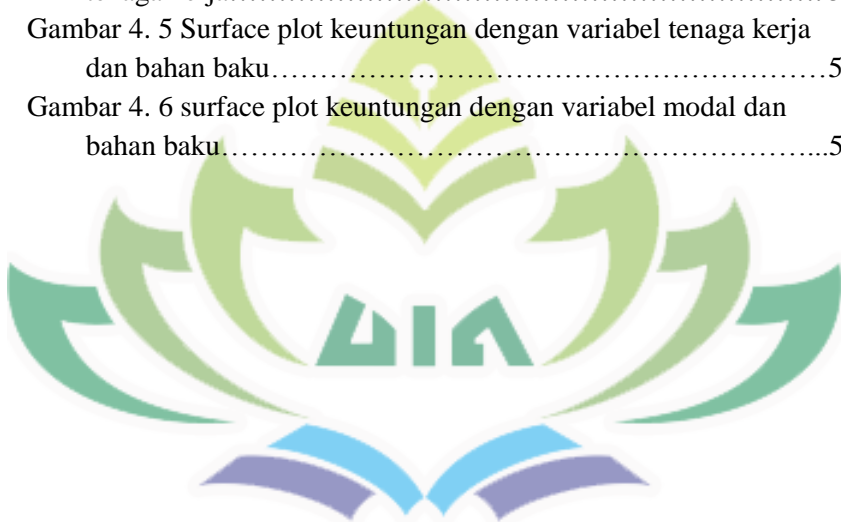 Gambar 4. 5 Surface plot keuntungan dengan variabel tenaga kerja
dan bahan baku……………………………………………………5
Gambar 4. 6 surface plot keuntungan dengan variabel modal dan
bahan baku………………………………………………………...5
UIN